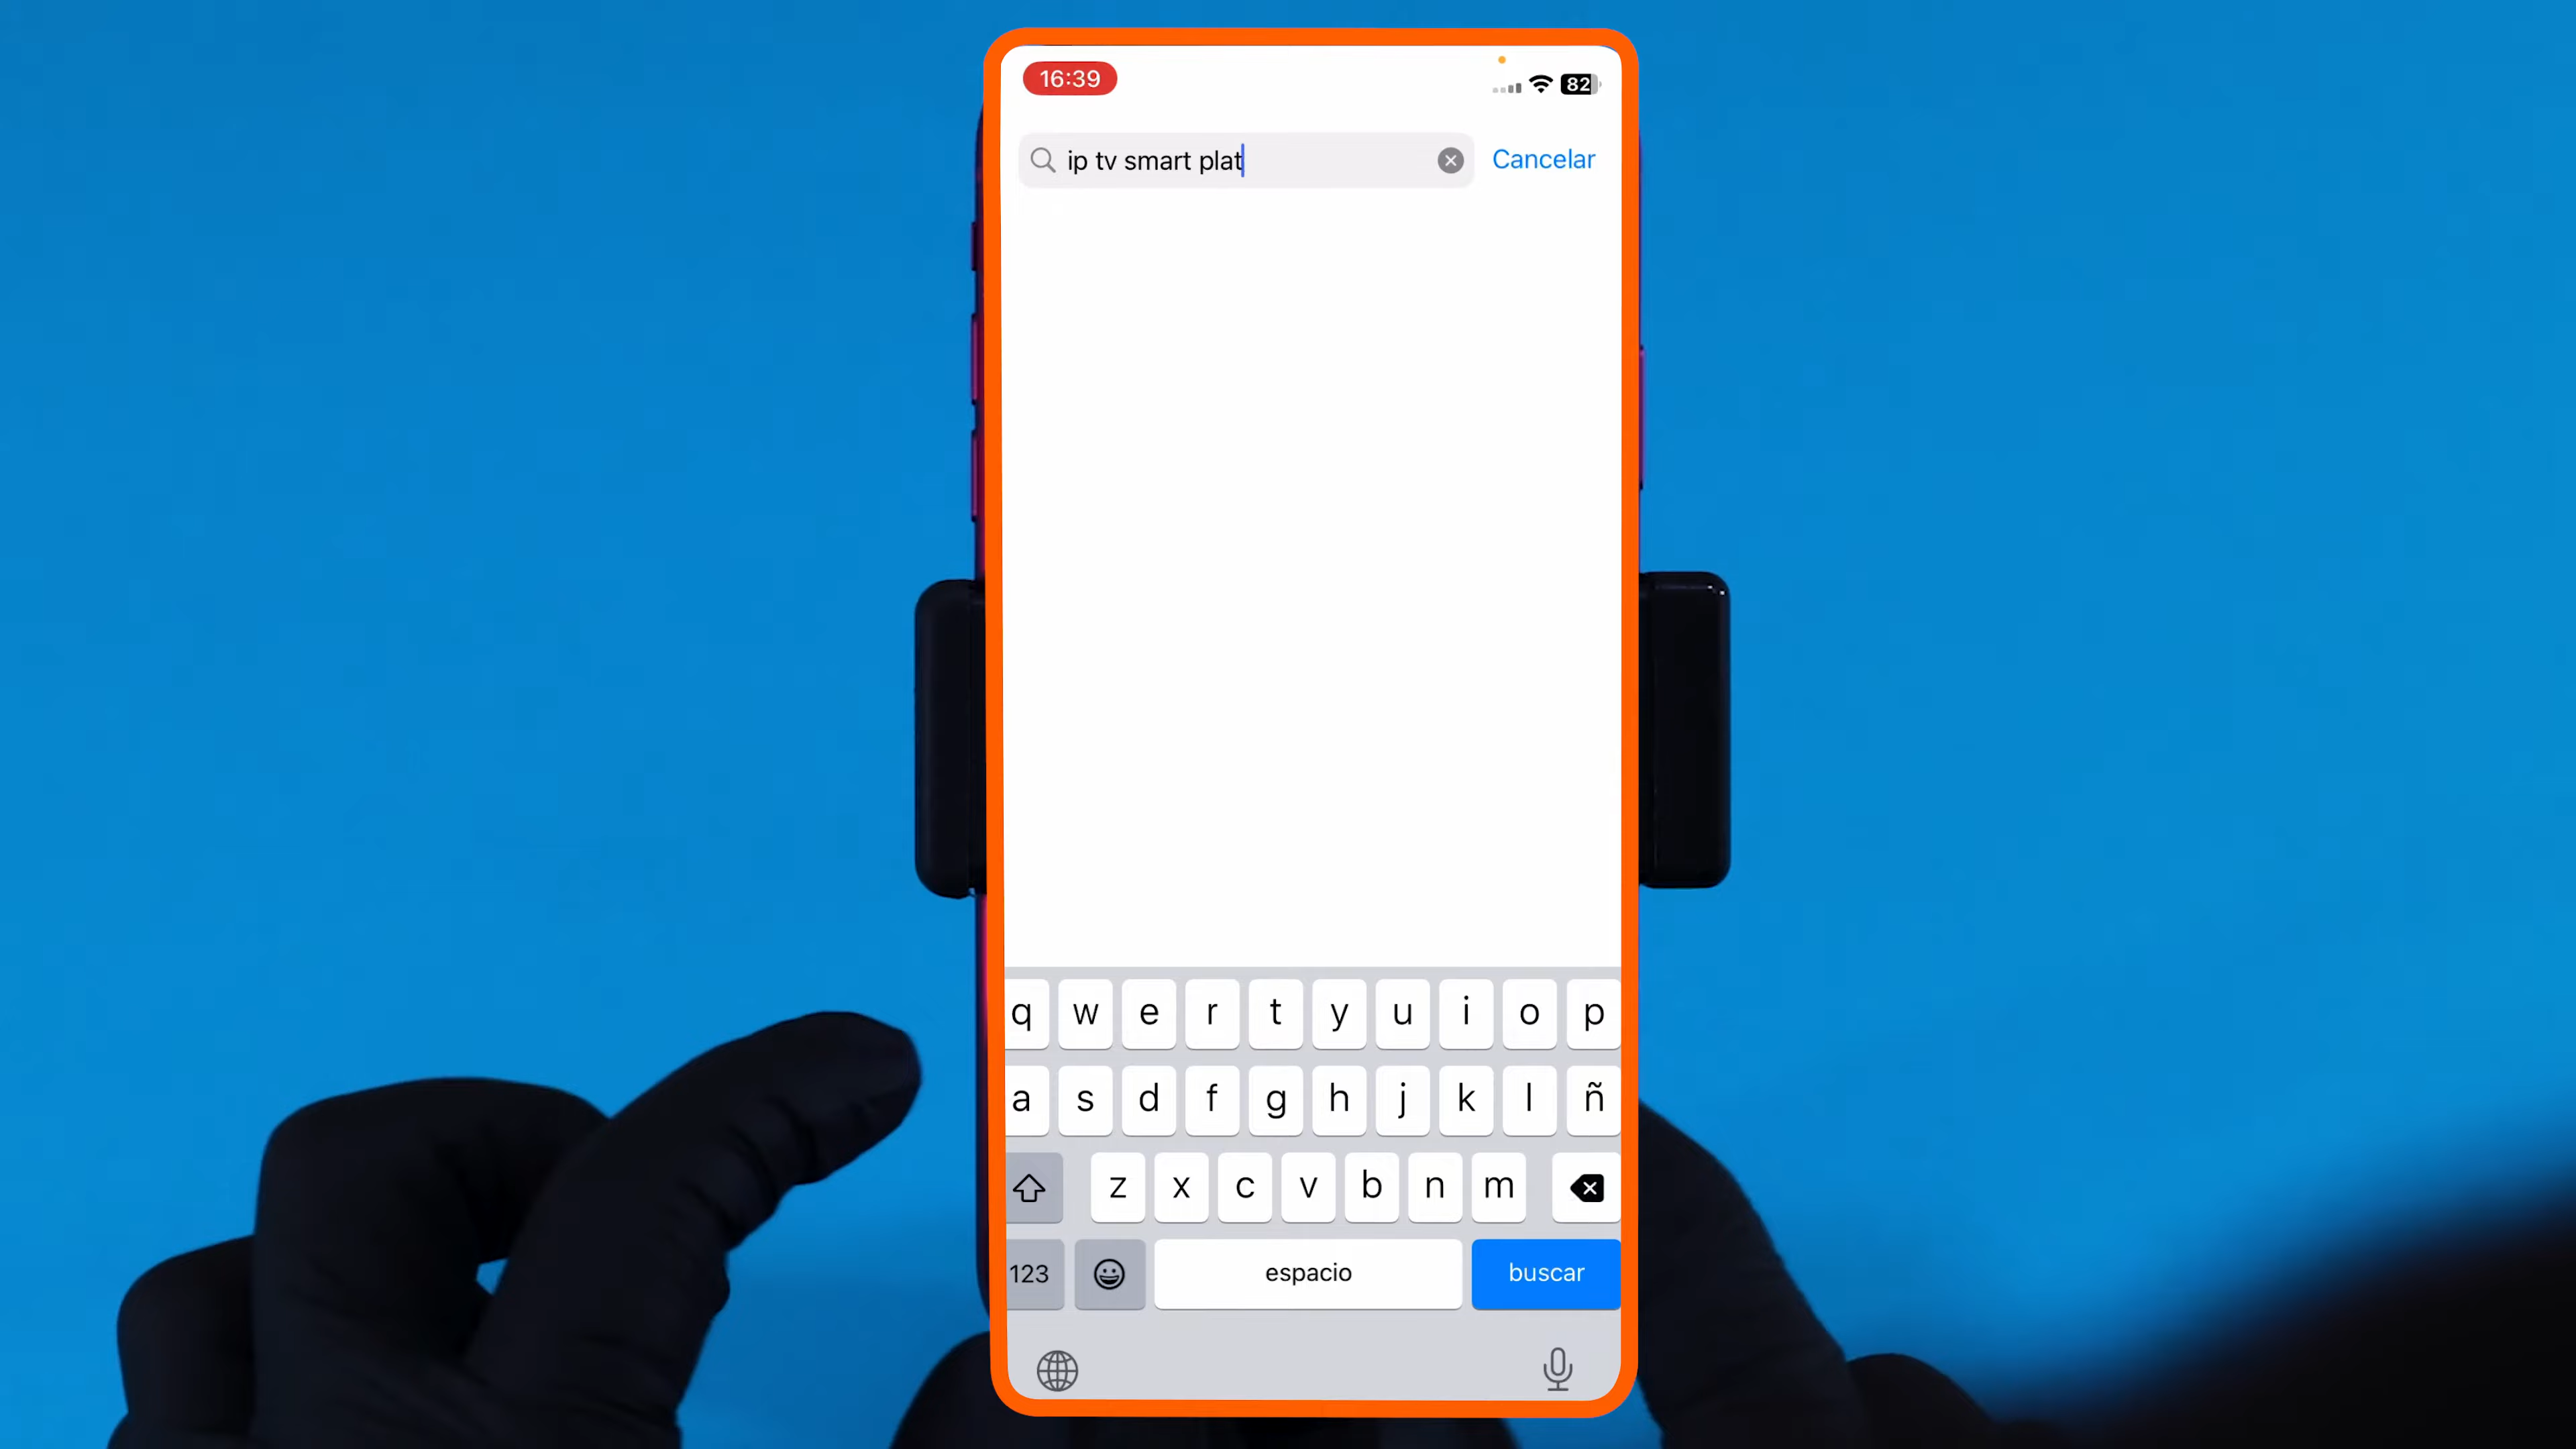 16:39
82
ip tv smart plat
Cancelar
q w e r t y u i o p
a s d f g h j k l ñ
z x c v b n m
123 espacio buscar